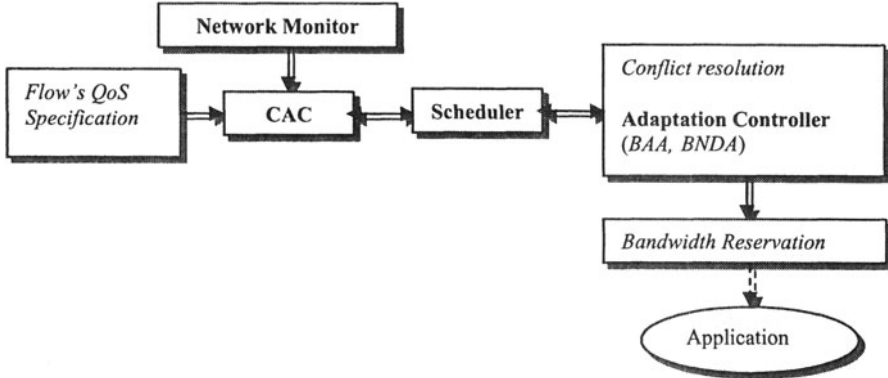 Network Monitor
Flow's QoS
Specification
CAC
Scheduler
Conflict resolution
Adaptation Controller
(BAA, BNDA)
Bandwidth Reservation
Application